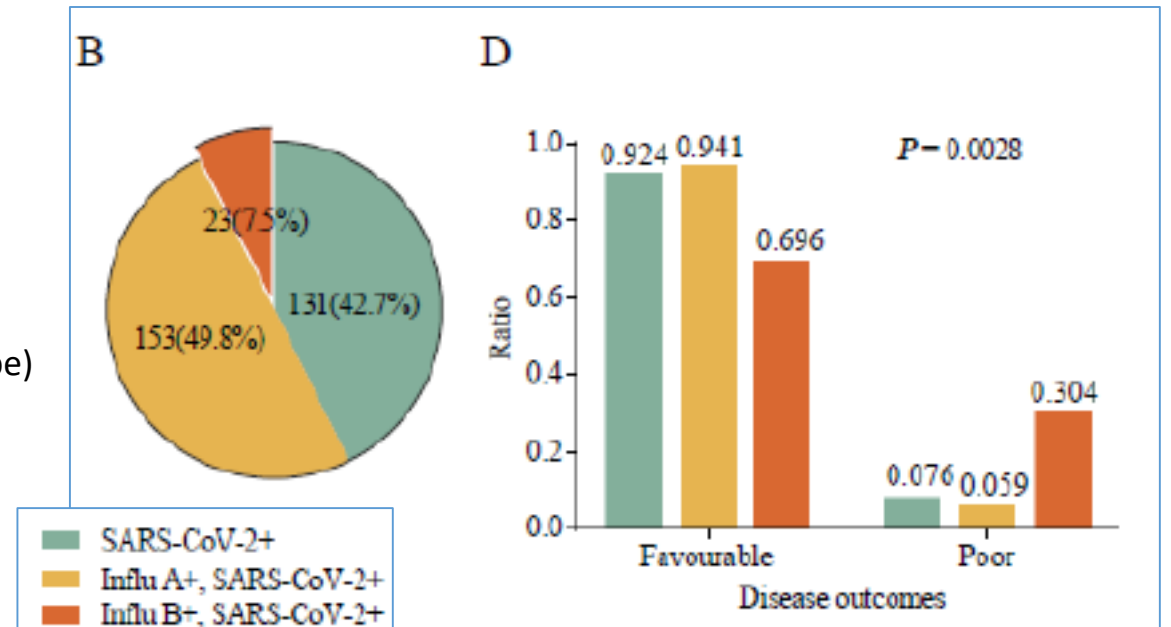 B
D
23(7.5%)
131(42.7%)
153(49.8%)
SARS-CoV-2+
Influ A+, SARS-CoV-2+
Influ B+, SARS-CoV-2+
P = 0.0028
Ratio
1.0
0.8
0.6
0.4
0.2
0.0
0.924
0.941
0.696
0.076
0.059
0.304
Favourable
Poor
Disease outcomes